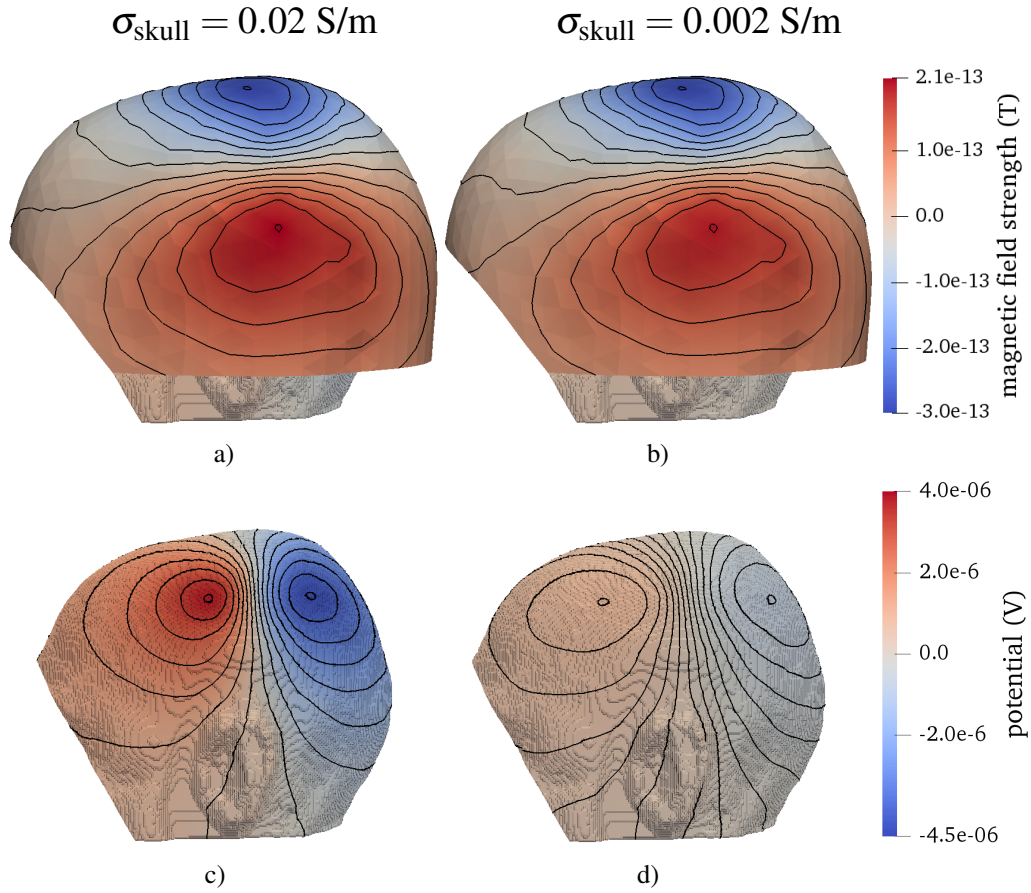 σskull = 0.02 S/m
σskull = 0.002 S/m
2.1e-13
1.0e-13
0.0
-1.0e-13
-2.0e-13
-3.0e-13
magnetic field strength (T)
a)
b)
4.0e-06
2.0e-6
0.0
-2.0e-6
-4.5e-06
potential (V)
c)
d)